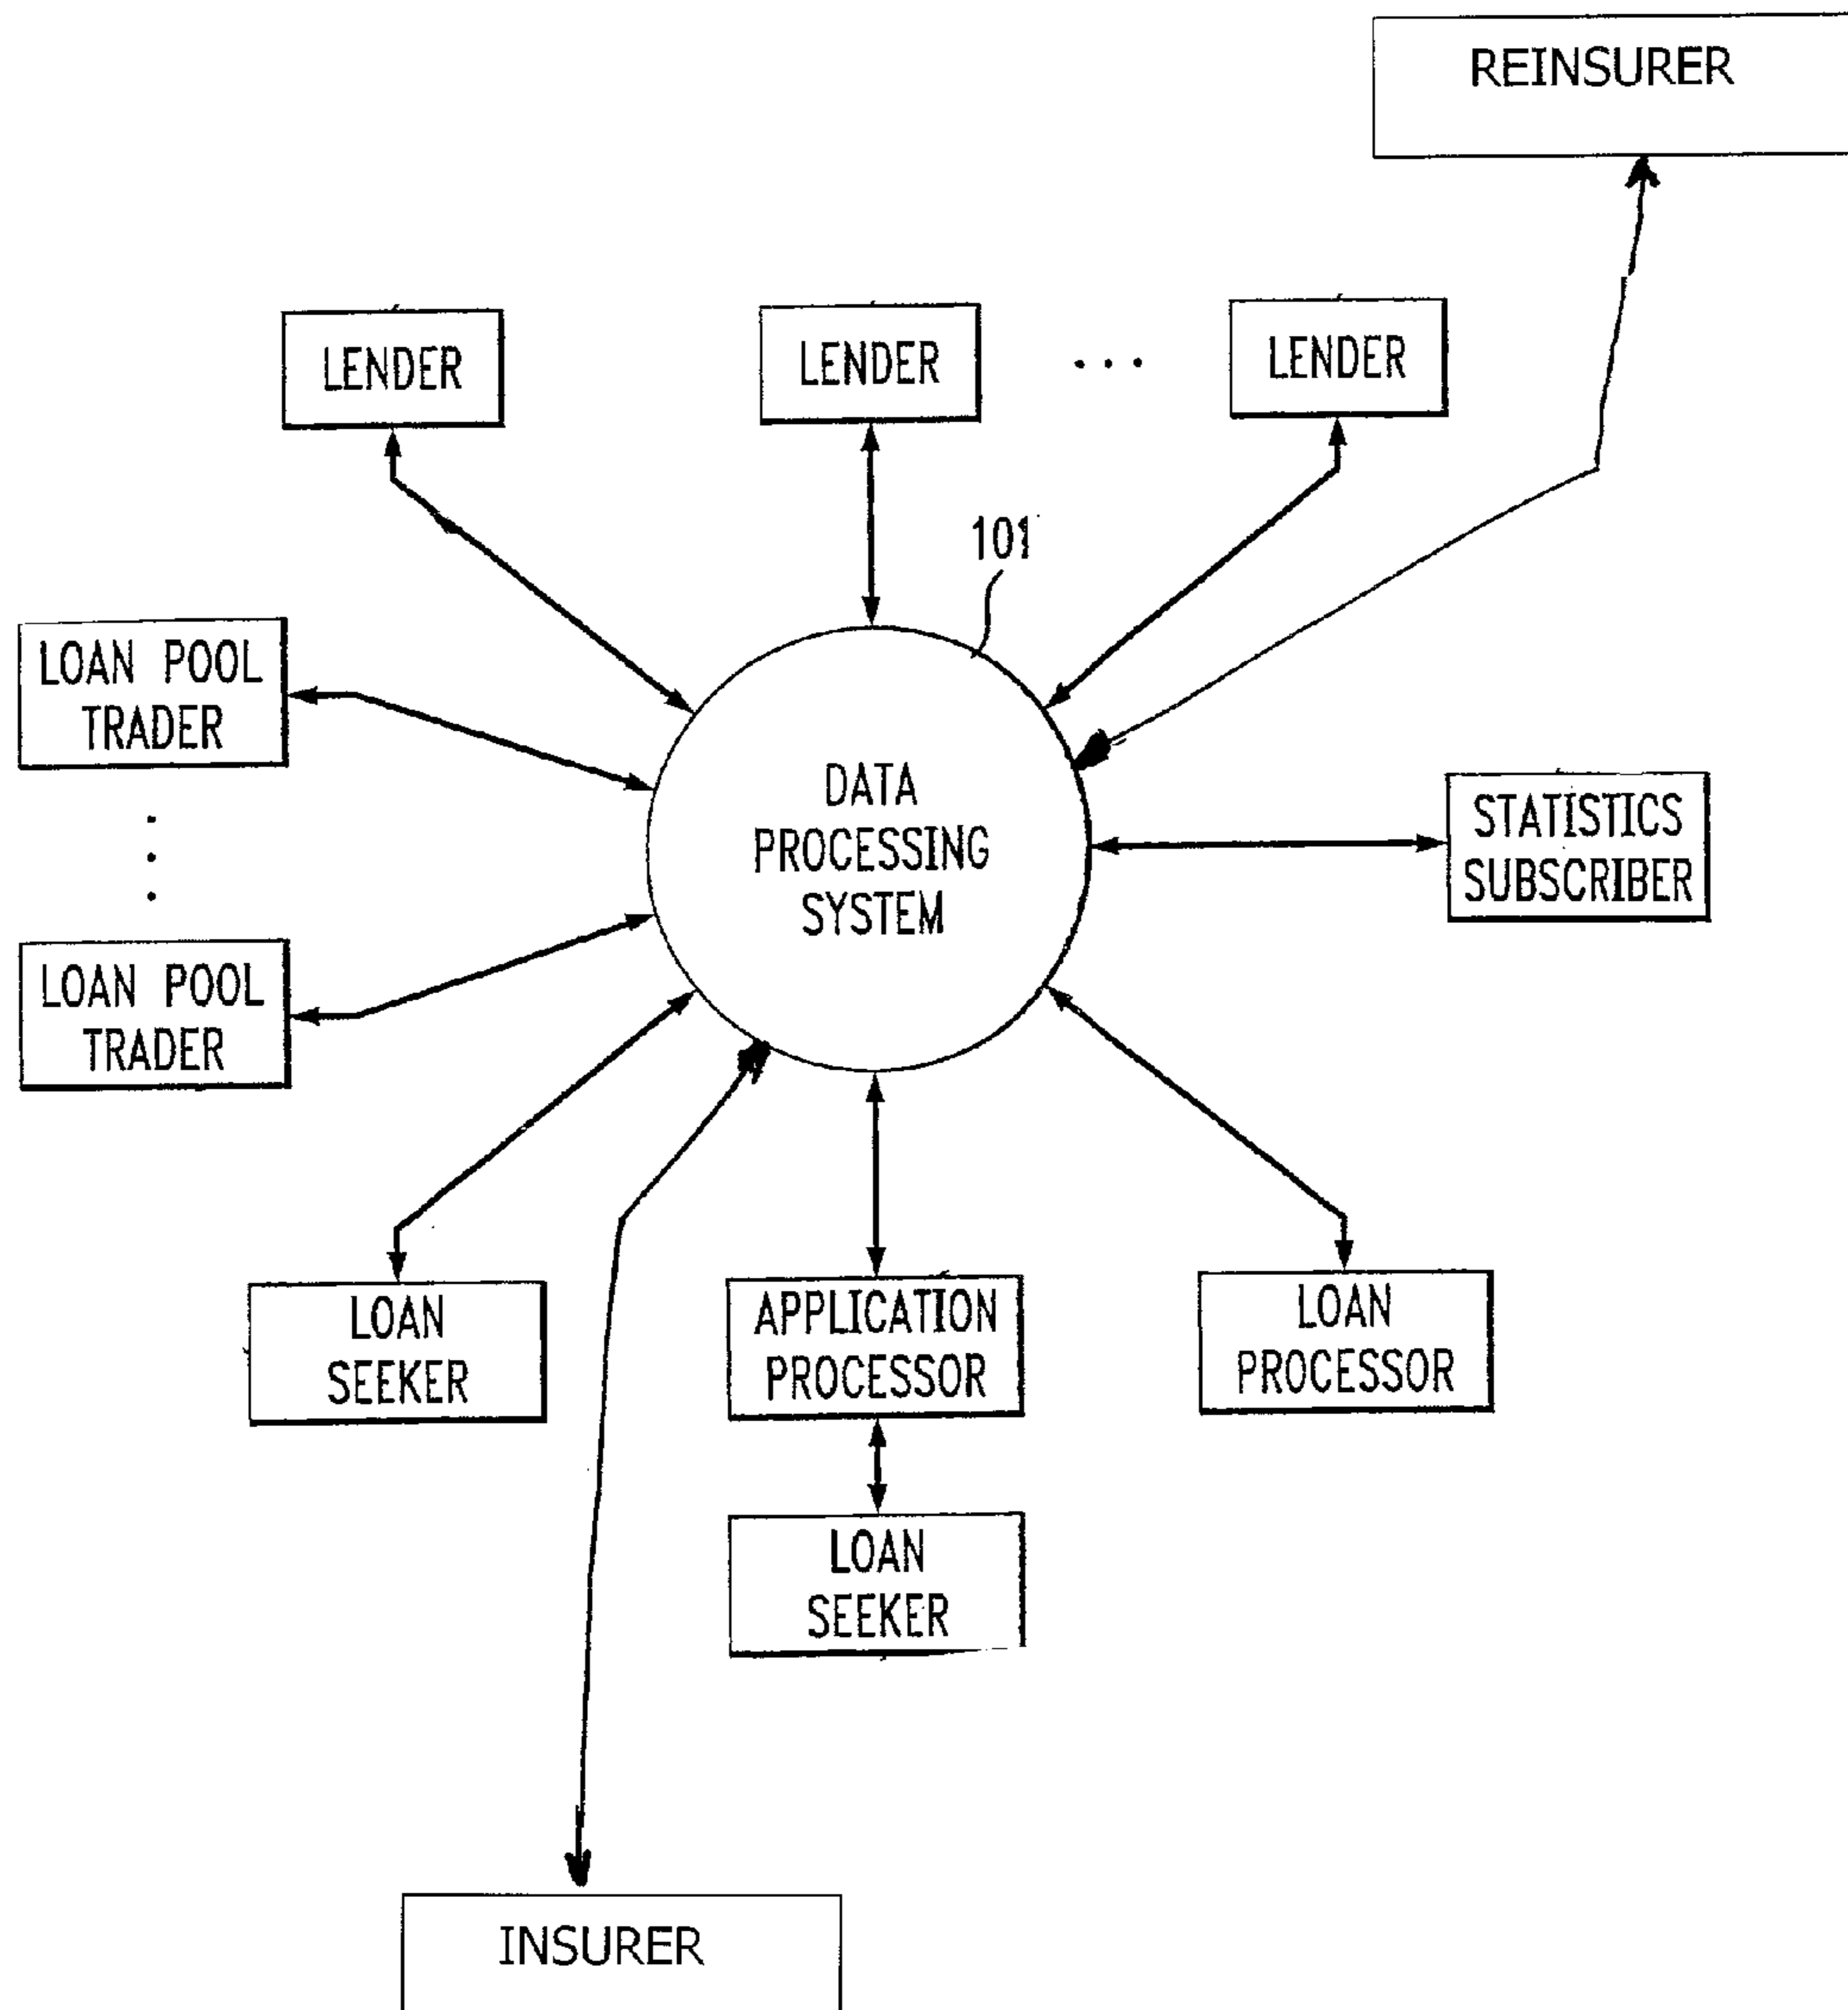 REINSURER
LENDER
LENDER
...
LENDER
101
LOAN POOL
TRADER
DATA
PROCESSING
SYSTEM
STATISTICS
SUBSCRIBER
LOAN POOL
TRADER
LOAN
SEEKER
APPLICATION
PROCESSOR
LOAN
PROCESSOR
LOAN
SEEKER
INSURER